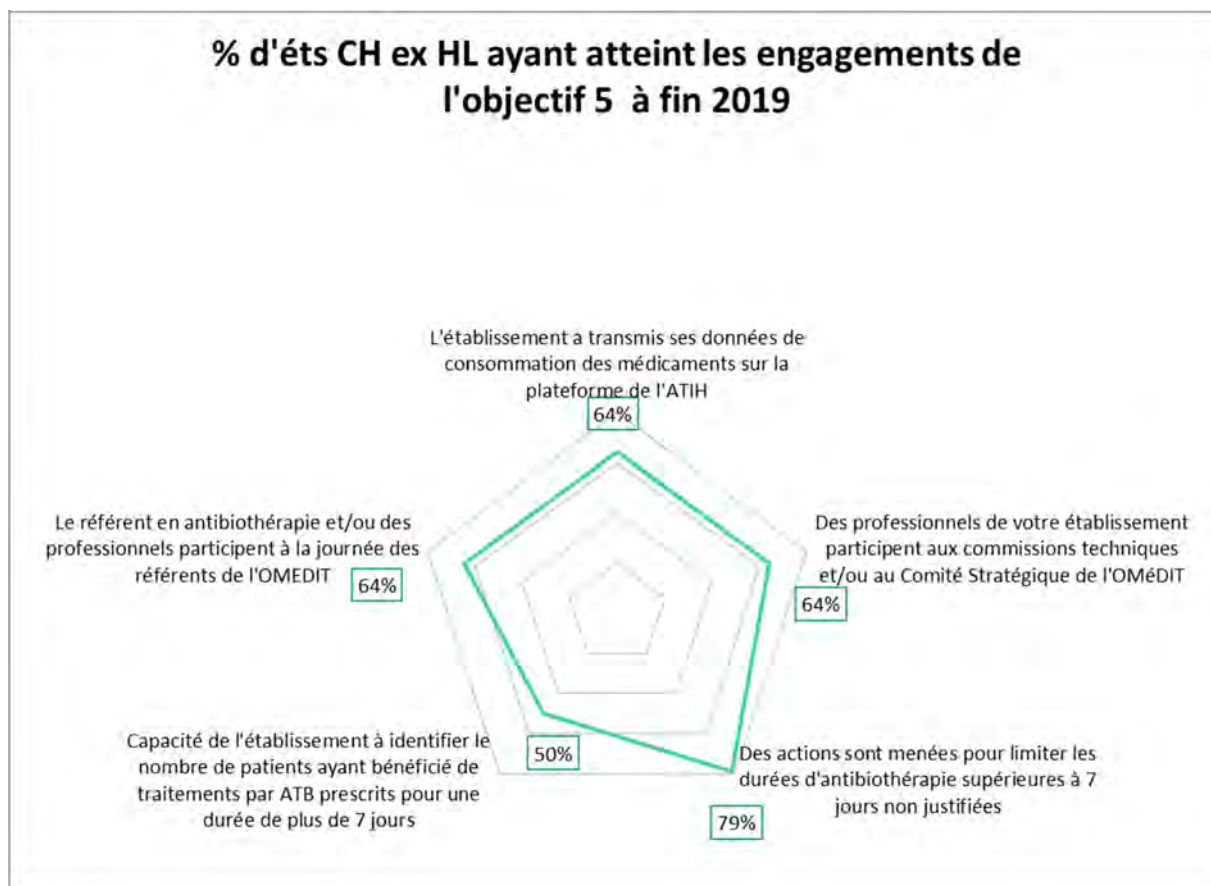 % d'éts CH ex HL ayant atteint les engagements de
l'objectif 5 à fin 2019
L'établissement a transmis ses données de
consommation des médicaments sur la
plateforme de l'ATIH
64%
Des professionnels de votre établissement
participent aux commissions techniques
et/ou au Comité Stratégique de l'OMéDIT
64%
Des actions sont menées pour limiter les
durées d'antibiothérapie supérieures à 7
jours non justifiées
79%
Capacité de l'établissement à identifier le
nombre de patients ayant bénéficié de
traitements par ATB prescrits pour une
durée de plus de 7 jours
50%
Le référent en antibiothérapie et/ou des
professionnels participent à la journée des
référents de l'OMEDIT
64%